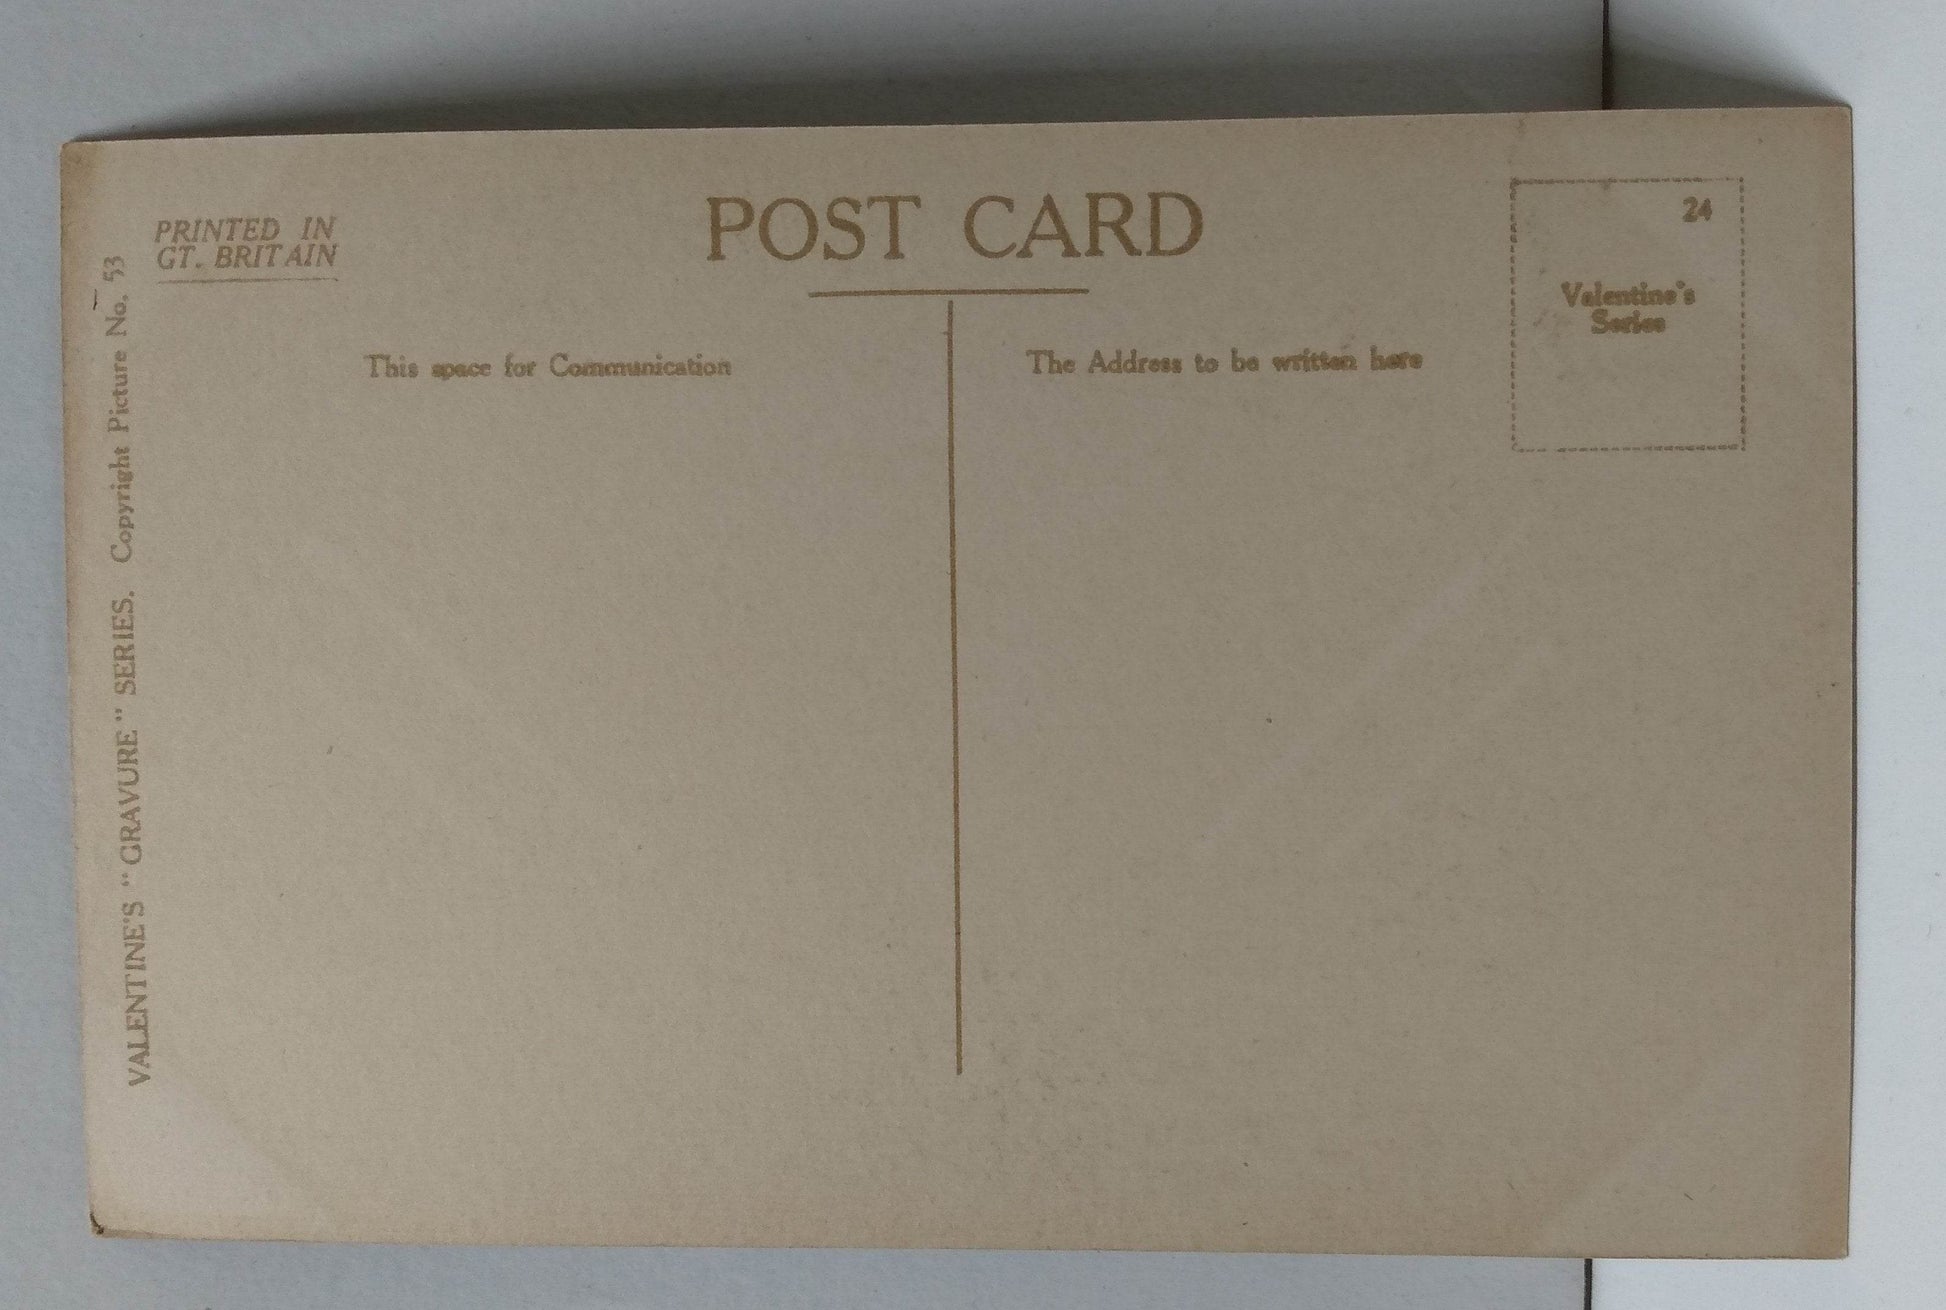 POST CARD
PRINTED IN
GT. BRITAIN
24
Valentine's
Series
This space for Communication
The Address to be written here
VALENTINE'S "GRAVURE" SERIES. Copyright Picture No. 53